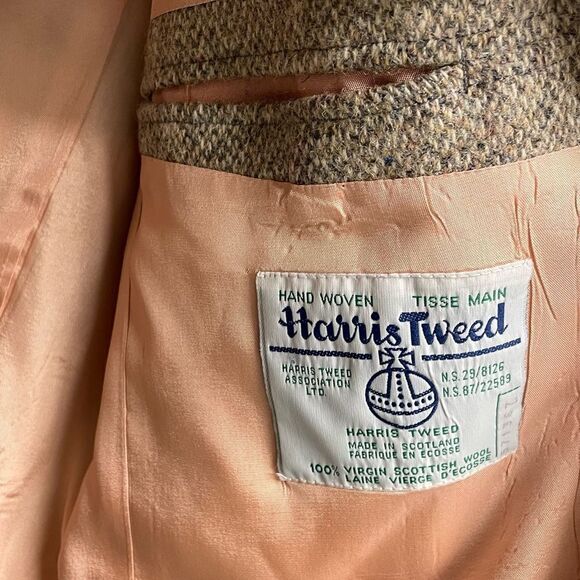 HAND WOVEN TISSE MAIN
Harris Tweed
HARRIS TWEED
ASSOCIATION
LTD.
N.S. 29/8126
N.S. 87/22589
HARRIS TWEED
MADE IN SCOTLAND
FABRIQUE EN ECOSSE
100% VIRGIN SCOTTISH WOOL
LAINE VIERGE D'ECOSSE